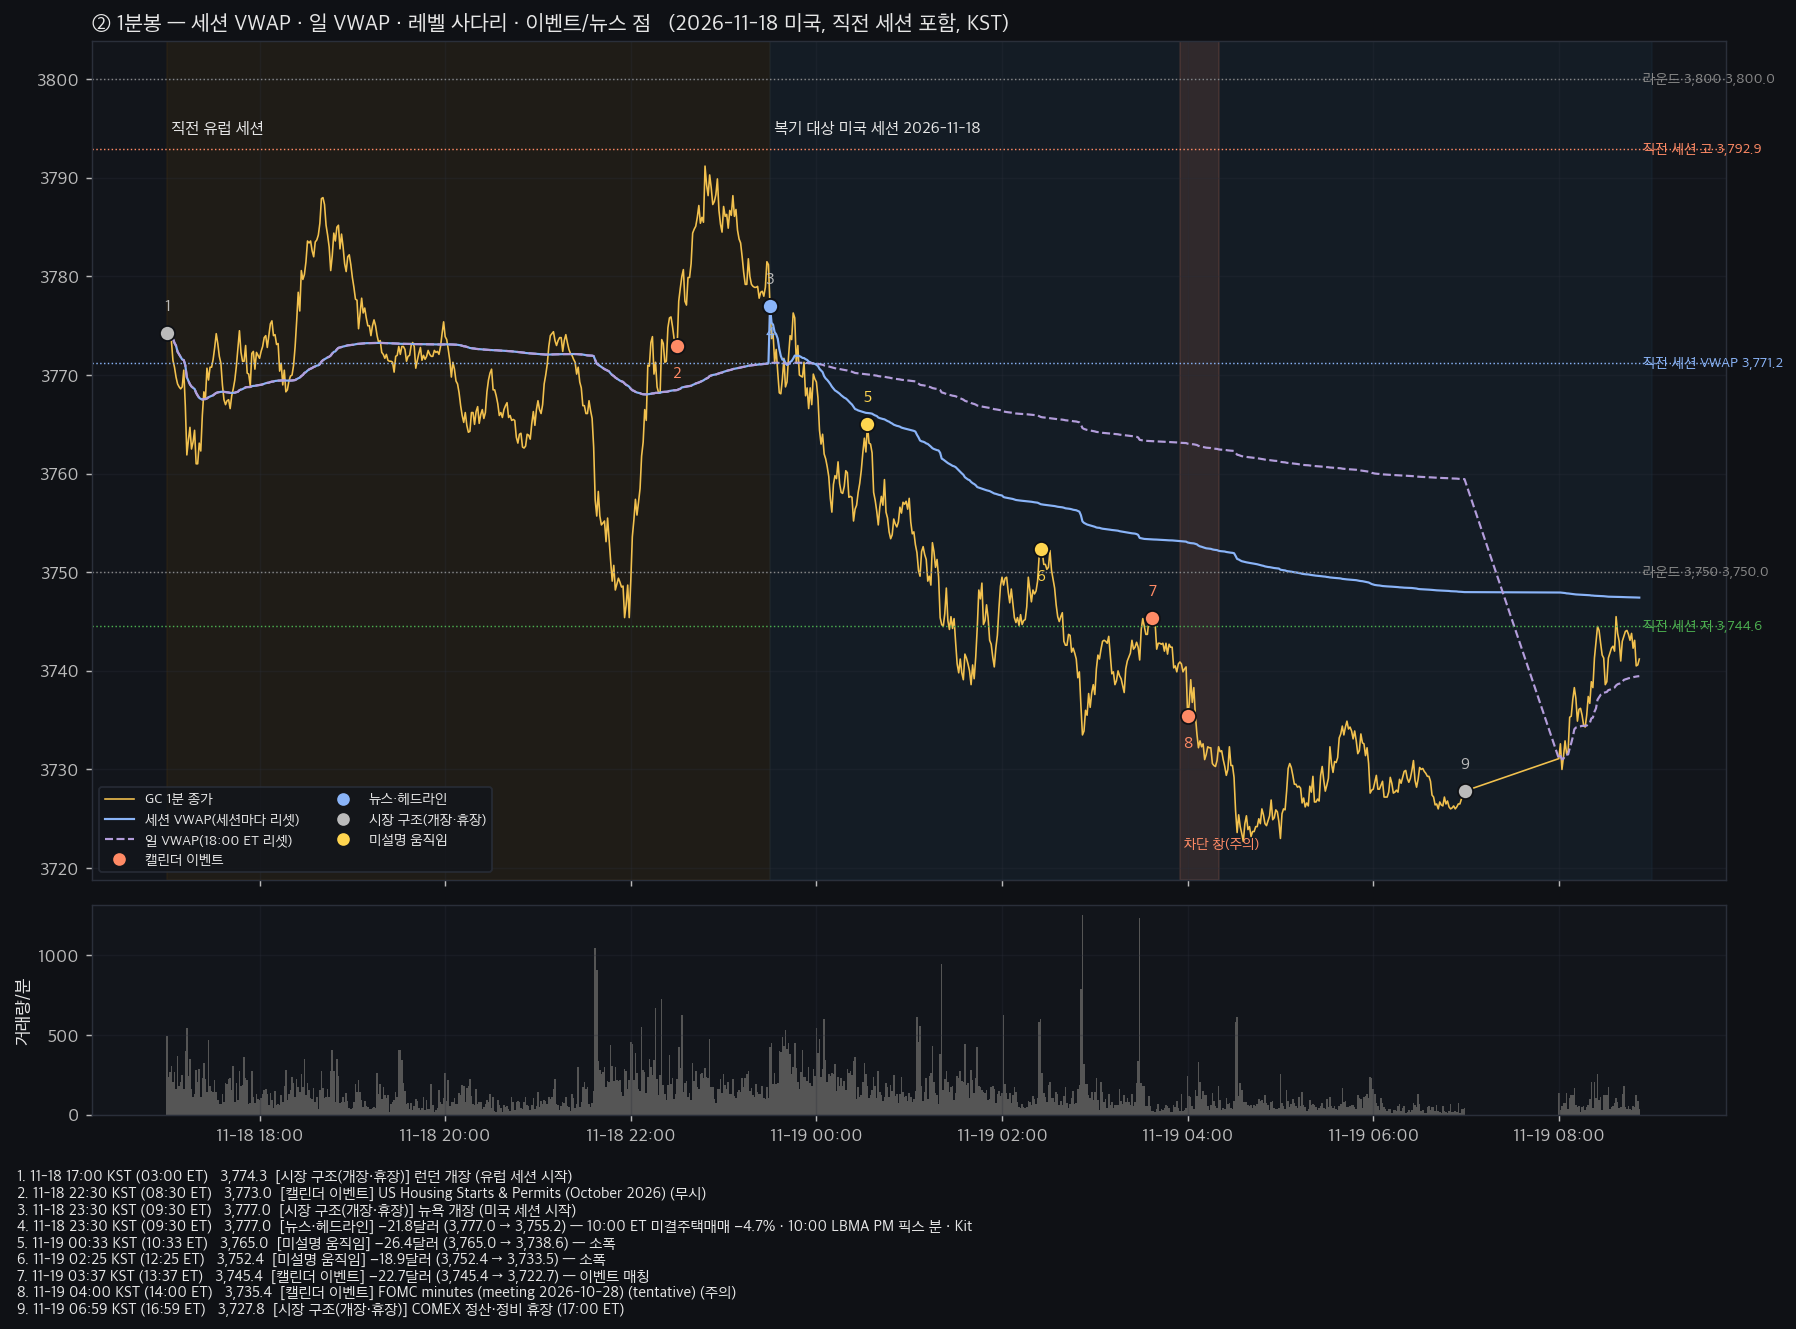 ② 1분봉 — 세션 VWAP · 일 VWAP · 레벨 사다리 · 이벤트/뉴스 점   (2026-11-18 미국, 직전 세션 포함, KST)
3800
라운드 3,800 3,800.0
직전 유럽 세션
복기 대상 미국 세션 2026-11-18
직전 세션 고 3,792.9
3790
3780
1
3
2
4
직전 세션 VWAP 3,771.2
3770
5
3760
6
3750
라운드 3,750 3,750.0
7
직전 세션 저 3,744.6
3740
8
9
3730
차단 창(주의)
3720
GC 1분 종가
세션 VWAP(세션마다 리셋)
일 VWAP(18:00 ET 리셋)
캘린더 이벤트
뉴스·헤드라인
시장 구조(개장·휴장)
미설명 움직임
거래량/분
1000
500
0
11-18 18:00
11-18 20:00
11-18 22:00
11-19 00:00
11-19 02:00
11-19 04:00
11-19 06:00
11-19 08:00
1. 11-18 17:00 KST (03:00 ET)   3,774.3  [시장 구조(개장·휴장)] 런던 개장 (유럽 세션 시작)
2. 11-18 22:30 KST (08:30 ET)   3,773.0  [캘린더 이벤트] US Housing Starts & Permits (October 2026) (무시)
3. 11-18 23:30 KST (09:30 ET)   3,777.0  [시장 구조(개장·휴장)] 뉴욕 개장 (미국 세션 시작)
4. 11-18 23:30 KST (09:30 ET)   3,777.0  [뉴스·헤드라인] −21.8달러 (3,777.0 → 3,755.2) — 10:00 ET 미결주택매매 −4.7% · 10:00 LBMA PM 픽스 분 · Kit
5. 11-19 00:33 KST (10:33 ET)   3,765.0  [미설명 움직임] −26.4달러 (3,765.0 → 3,738.6) — 소폭
6. 11-19 02:25 KST (12:25 ET)   3,752.4  [미설명 움직임] −18.9달러 (3,752.4 → 3,733.5) — 소폭
7. 11-19 03:37 KST (13:37 ET)   3,745.4  [캘린더 이벤트] −22.7달러 (3,745.4 → 3,722.7) — 이벤트 매칭
8. 11-19 04:00 KST (14:00 ET)   3,735.4  [캘린더 이벤트] FOMC minutes (meeting 2026-10-28) (tentative) (주의)
9. 11-19 06:59 KST (16:59 ET)   3,727.8  [시장 구조(개장·휴장)] COMEX 정산·정비 휴장 (17:00 ET)